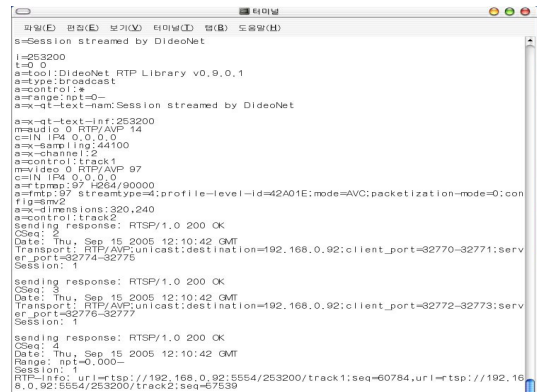 터미널
파일(F) 편집(E) 보기(V) 터미널(T) 탭(B) 도움말(H)
s=Session streamed by DideoNet
i=253200
t=0 0
a=tool:DideoNet RTP Library v0.9.0.1
a=type:broadcast
a=control:*
a=range:npt=0-
a=x-qt-text-nam:Session streamed by DideoNet
a=x-qt-text-inf:253200
m=audio 0 RTP/AVP 14
c=IN IP4 0.0.0.0
a=x-sampling:44100
a=x-channel:2
a=control:track1
m=video 0 RTP/AVP 97
c=IN IP4 0.0.0.0
a=rtpmap:97 H264/90000
a=fmtp:97 streamtype=4;profile-level-id=42A01E;mode=AVC;packetization-mode=0;con
fig=smv2
a=x-dimensions:320,240
a=control:track2
sending response: RTSP/1.0 200 OK
CSeq: 2
Date: Thu, Sep 15 2005 12:10:42 GMT
Transport: RTP/AVP;unicast;destination=192.168.0.92;client_port=32770-32771;serv
er_port=32774-32775
Session: 1
sending response: RTSP/1.0 200 OK
CSeq: 3
Date: Thu, Sep 15 2005 12:10:42 GMT
Transport: RTP/AVP;unicast;destination=192.168.0.92;client_port=32772-32773;serv
er_port=32776-32777
Session: 1
sending response: RTSP/1.0 200 OK
CSeq: 4
Date: Thu, Sep 15 2005 12:10:42 GMT
Range: npt=0.000-
Session: 1
RTP-Info: url=rtsp://192.168.0.92:5554/253200/track1;seq=60784,url=rtsp://192.16
8.0.92:5554/253200/track2;seq=57539